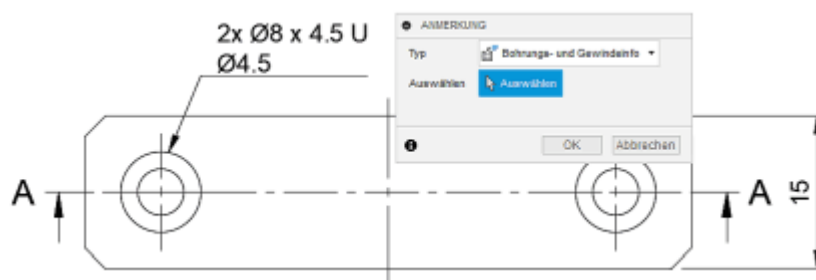 2x Ø8 x 4.5 U
Ø4.5
ANMERKUNG
Typ
Bohrungs- und Gewindeinfo
Auswählen
Auswählen
OK
Abbrechen
A
A
15